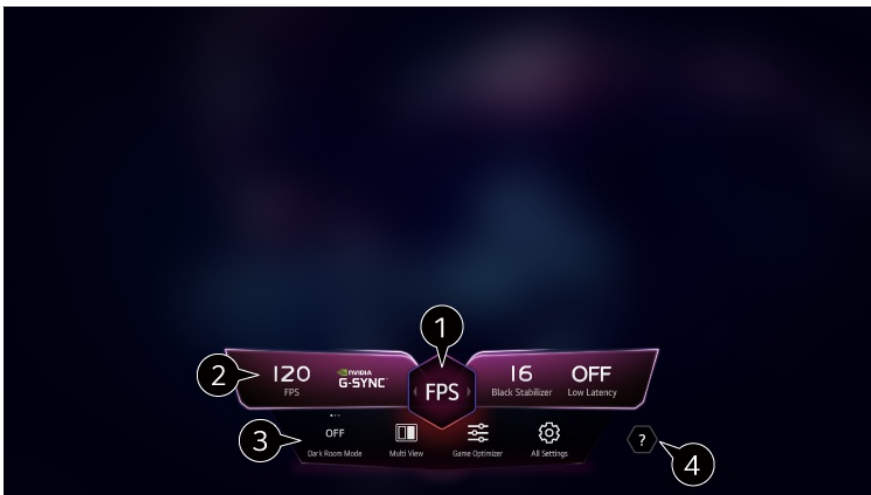 1
2
120
FPS
NVIDIA
G-SYNC
FPS
16
Black Stabilizer
OFF
Low Latency
3
OFF
Dark Room Mode
Multi View
Game Optimizer
All Settings
?
4